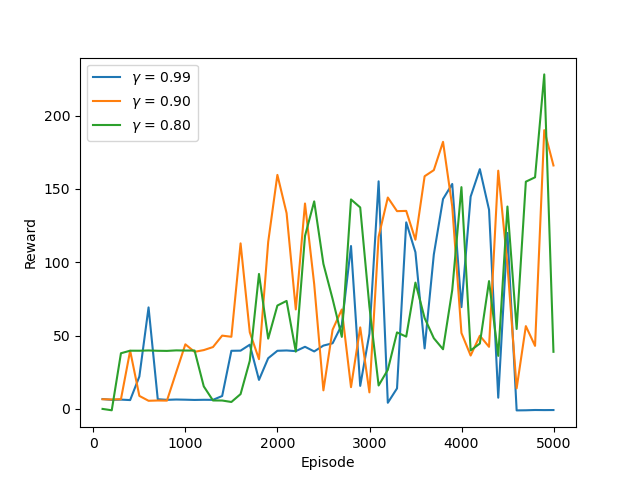 γ = 0.99
γ = 0.90
γ = 0.80
200
150
100
50
0
Reward
0 1000 2000 3000 4000 5000
Episode